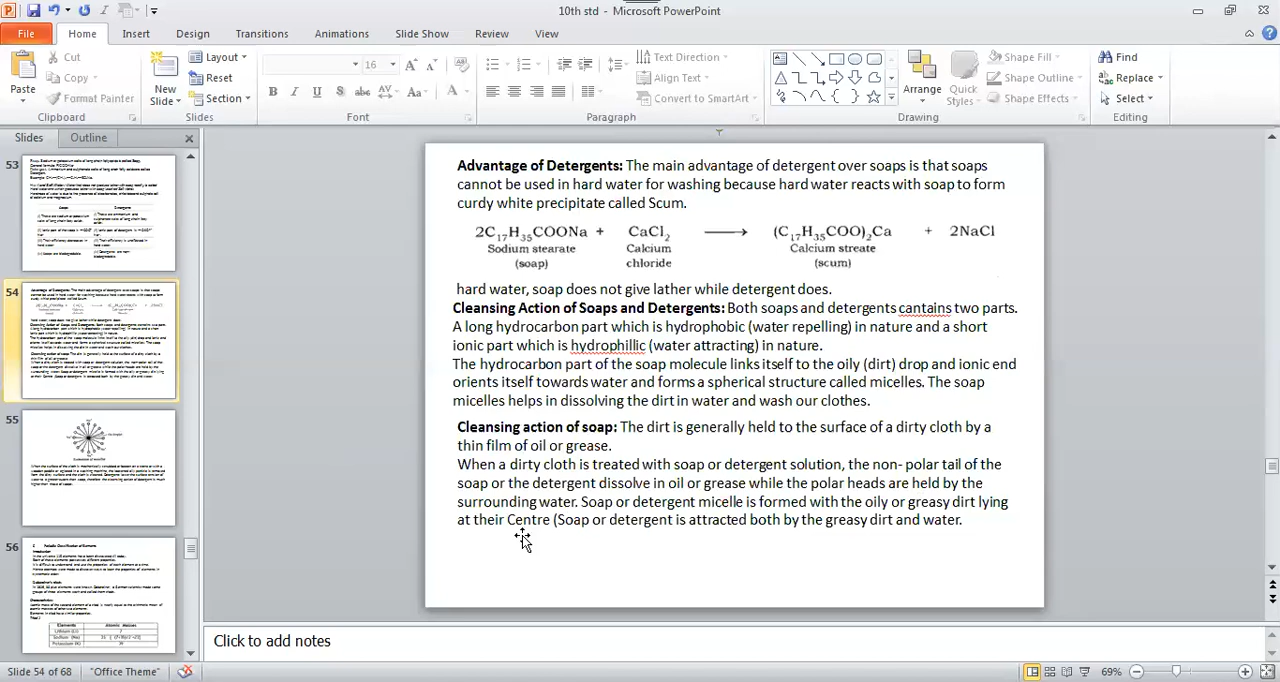 10th std - Microsoft PowerPoint
File Home Insert Design Transitions Animations Slide Show Review View
Cut Layout 16 Text Direction Shape Fill Find
Copy Reset Align Text Shape Outline Replace
Paste Format Painter New Slide Section Convert to SmartArt Arrange Quick Styles Shape Effects Select
Clipboard Slides Font Paragraph Drawing Editing
Slides Outline
53
54
55
56
Advantage of Detergents: The main advantage of detergent over soaps is that soaps
cannot be used in hard water for washing because hard water reacts with soap to form
curdy white precipitate called Scum.
2C₁₇H₃₅COONa + CaCl₂ ⟶ (C₁₇H₃₅COO)₂Ca + 2NaCl
Sodium stearate Calcium Calcium streate
(soap) chloride (scum)
hard water, soap does not give lather while detergent does.
Cleansing Action of Soaps and Detergents: Both soaps and detergents contains two parts.
A long hydrocarbon part which is hydrophobic (water repelling) in nature and a short
ionic part which is hydrophillic (water attracting) in nature.
The hydrocarbon part of the soap molecule links itself to the oily (dirt) drop and ionic end
orients itself towards water and forms a spherical structure called micelles. The soap
micelles helps in dissolving the dirt in water and wash our clothes.
Cleansing action of soap: The dirt is generally held to the surface of a dirty cloth by a
thin film of oil or grease.
When a dirty cloth is treated with soap or detergent solution, the non- polar tail of the
soap or the detergent dissolve in oil or grease while the polar heads are held by the
surrounding water. Soap or detergent micelle is formed with the oily or greasy dirt lying
at their Centre (Soap or detergent is attracted both by the greasy dirt and water.
Click to add notes
Slide 54 of 68 "Office Theme" 69%